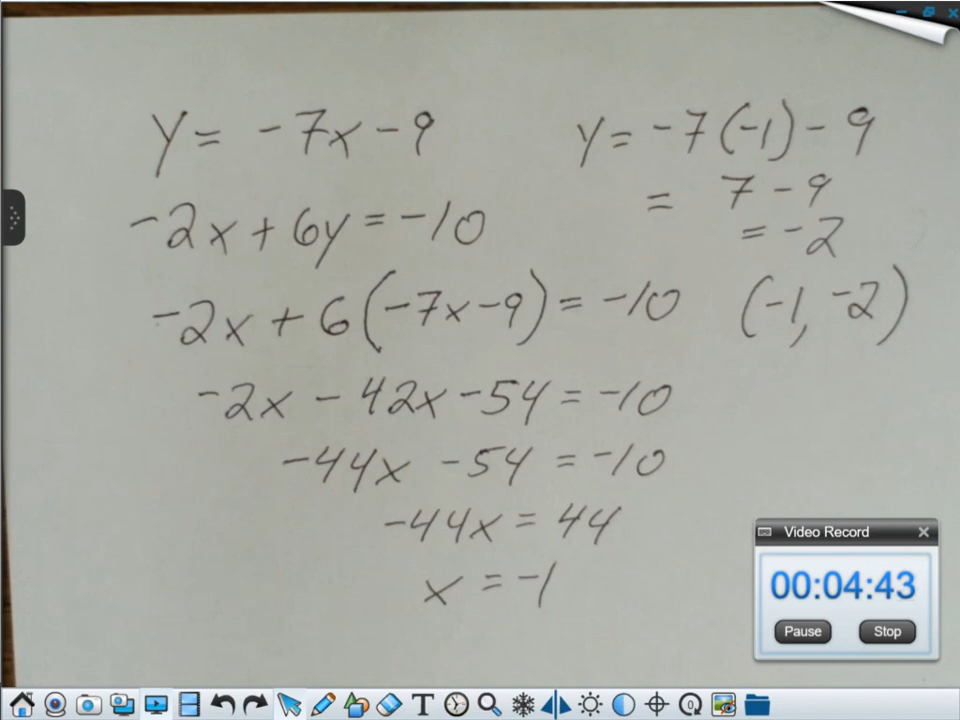 y = -7x - 9
-2x + 6y = -10
-2x + 6(-7x - 9) = -10
-2x - 42x - 54 = -10
-44x - 54 = -10
-44x = 44
x = -1
y = -7(-1) - 9
= 7 - 9
= -2
(-1, -2)
Video Record
00:04:43
Pause
Stop
T